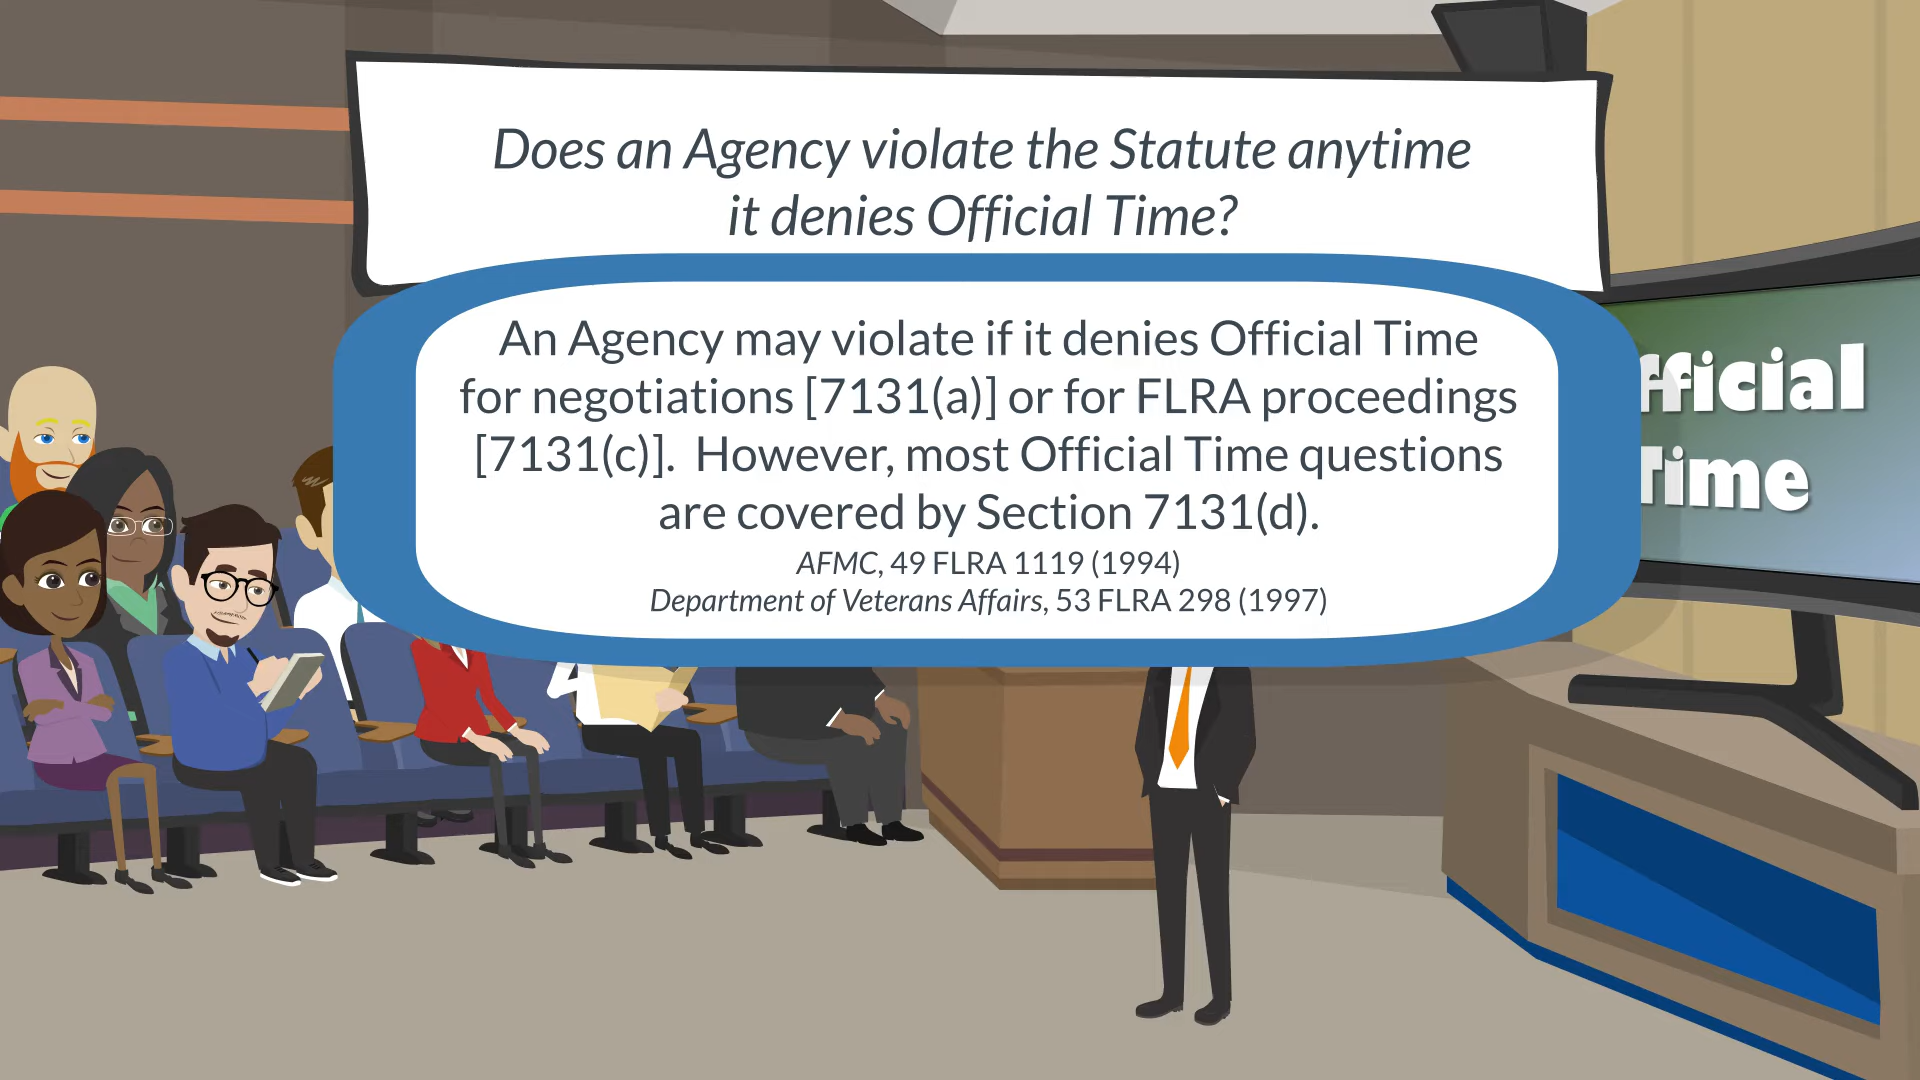 Does an Agency violate the Statute anytime
it denies Official Time?
An Agency may violate if it denies Official Time
for negotiations [7131(a)] or for FLRA proceedings
[7131(c)].  However, most Official Time questions
are covered by Section 7131(d).
AFMC, 49 FLRA 1119 (1994)
Department of Veterans Affairs, 53 FLRA 298 (1997)
fficial
Time